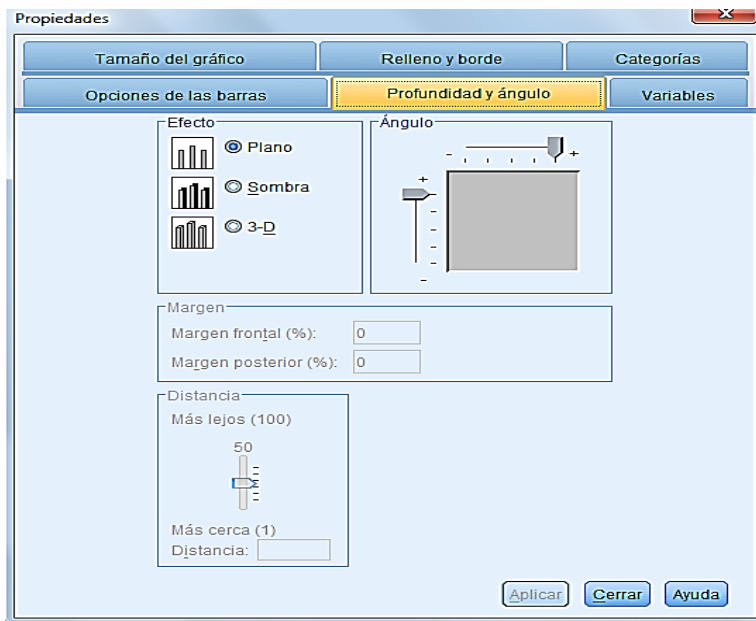 Propiedades
Tamaño del gráfico Relleno y borde Categorías
Opciones de las barras Profundidad y ángulo Variables
Efecto Ángulo
Plano - +
Sombra +
3-D
-
Margen
Margen frontal (%): 0
Margen posterior (%): 0
Distancia
Más lejos (100)
50
Más cerca (1)
Distancia:
Aplicar Cerrar Ayuda